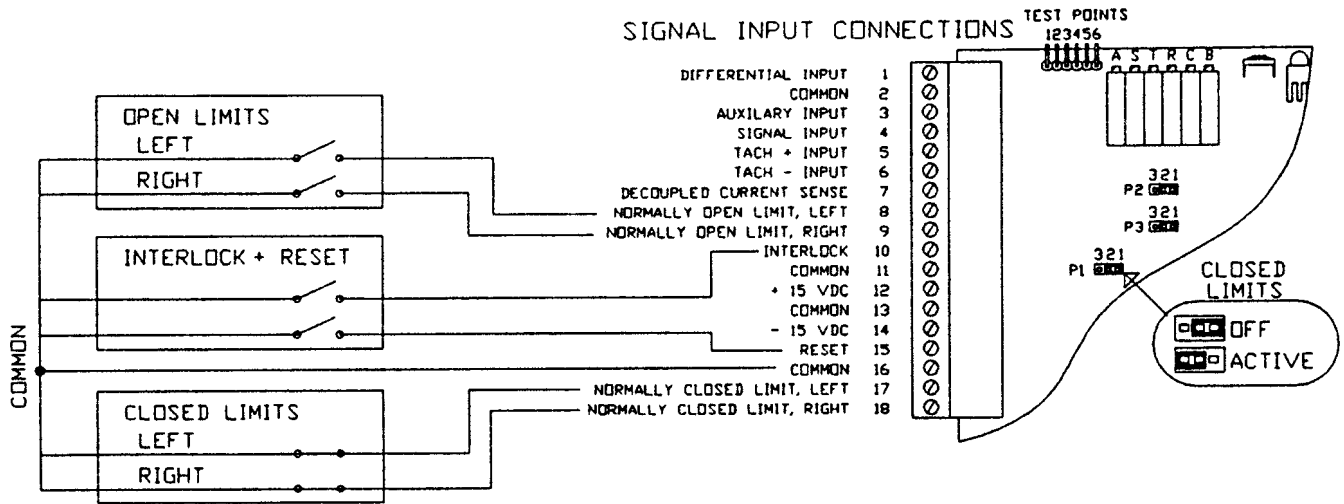 SIGNAL INPUT CONNECTIONS
TEST POINTS
123456
A S T R C B
DIFFERENTIAL INPUT 1
COMMON 2
AUXILARY INPUT 3
SIGNAL INPUT 4
TACH + INPUT 5
TACH - INPUT 6
DECOUPLED CURRENT SENSE 7
NORMALLY OPEN LIMIT, LEFT 8
NORMALLY OPEN LIMIT, RIGHT 9
INTERLOCK 10
COMMON 11
+ 15 VDC 12
COMMON 13
- 15 VDC 14
RESET 15
COMMON 16
NORMALLY CLOSED LIMIT, LEFT 17
NORMALLY CLOSED LIMIT, RIGHT 18
OPEN LIMITS
LEFT
RIGHT
INTERLOCK + RESET
COMMON
CLOSED LIMITS
LEFT
RIGHT
321
P2
321
P3
321
P1
CLOSED
LIMITS
OFF
ACTIVE